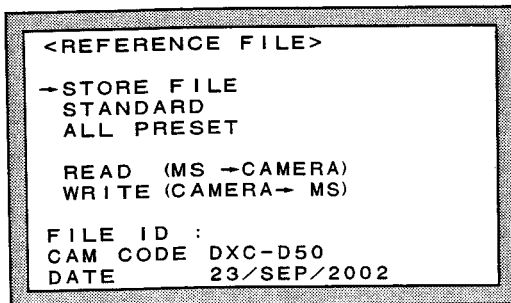 <REFERENCE FILE>
→STORE FILE
STANDARD
ALL PRESET
READ (MS →CAMERA)
WRITE (CAMERA→ MS)
FILE ID :
CAM CODE DXC-D50
DATE 23/SEP/2002